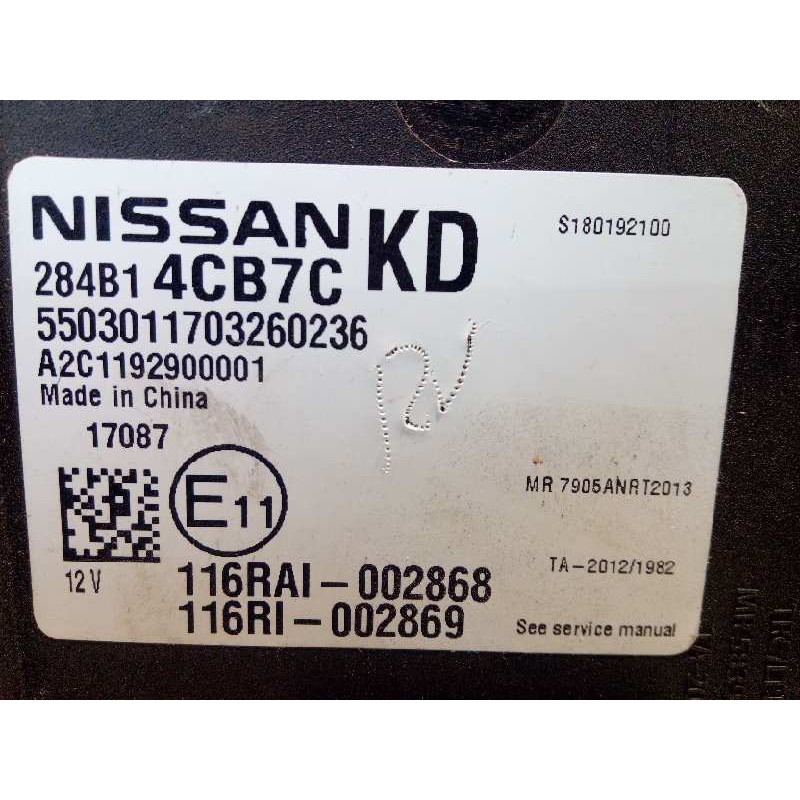 NISSAN KD
S180192100
284B1 4CB7C
5503011703260236
A2C1192900001
Made in China
17087
E11
MR 7905ANRT2013
12V
116RAI-002868
TA-2012/1982
116RI-002869
See service manual